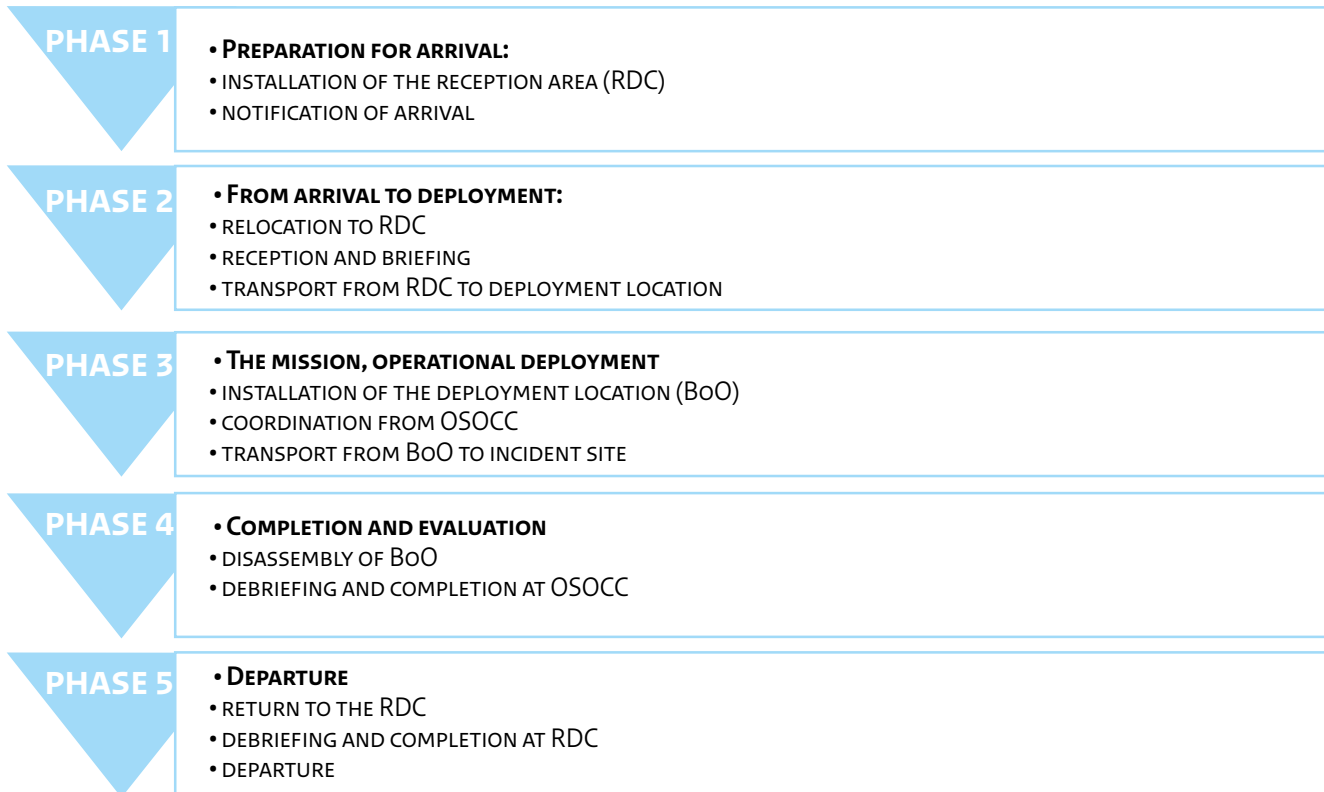 PHASE 1
• Preparation for arrival:
• installation of the reception area (RDC)
• notification of arrival
PHASE 2
• From arrival to deployment:
• relocation to RDC
• reception and briefing
• transport from RDC to deployment location
PHASE 3
• The mission, operational deployment
• installation of the deployment location (BoO)
• coordination from OSOCC
• transport from BoO to incident site
PHASE 4
• Completion and evaluation
• disassembly of BoO
• debriefing and completion at OSOCC
PHASE 5
• Departure
• return to the RDC
• debriefing and completion at RDC
• departure